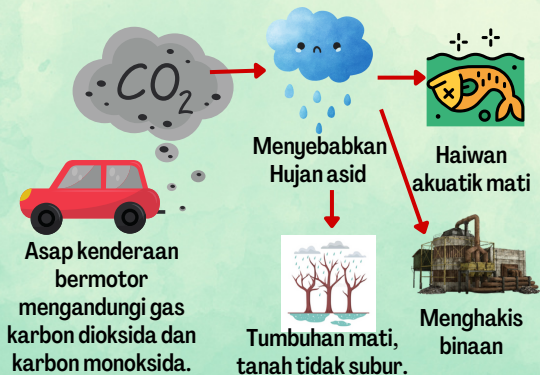 CO2
Asap kenderaan
bermotor
mengandungi gas
karbon dioksida dan
karbon monoksida.
Menyebabkan
Hujan asid
Haiwan
akuatik mati
Tumbuhan mati,
tanah tidak subur.
Menghakis
binaan